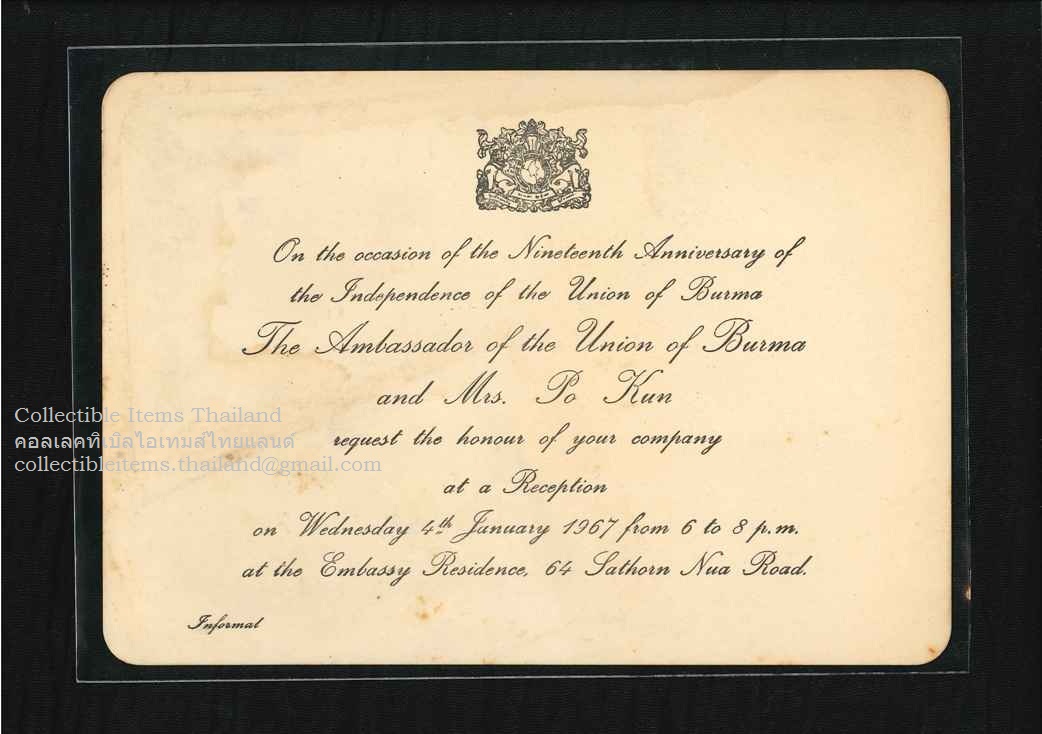 On the occasion of the Nineteenth Anniversary of
the Independence of the Union of Burma
The Ambassador of the Union of Burma
and Mrs. Po Kun
request the honour of your company
at a Reception
on Wednesday 4th January 1967 from 6 to 8 p.m.
at the Embassy Residence, 64 Sathorn Nua Road.
Informal
Collectible Items Thailand
คอลเลคทิเบิลไอเทมส์ไทยแลนด์
collectibleitems.thailand@gmail.com